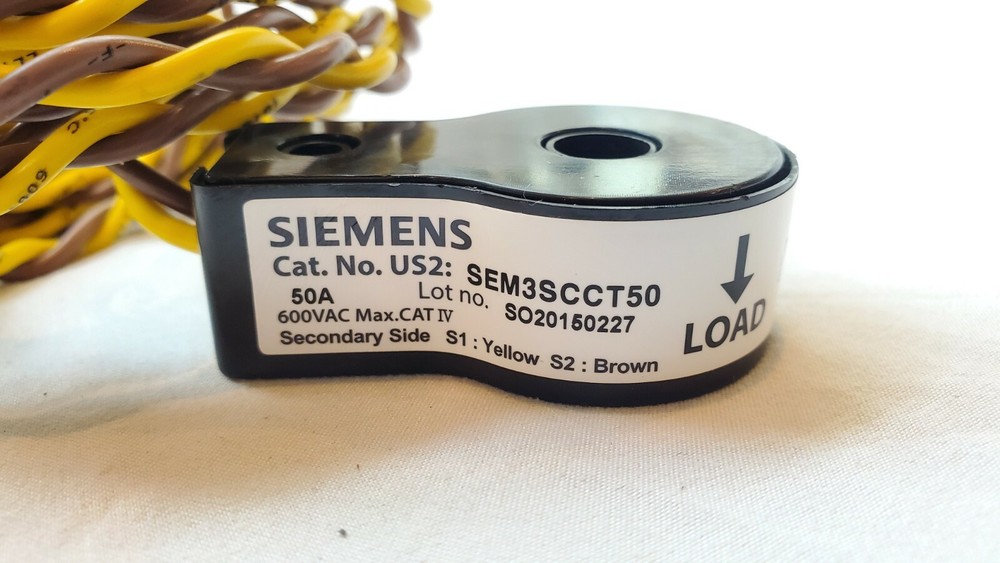 SIEMENS
Cat. No. US2: SEM3SCCT50
50A Lot no. SO20150227
600VAC Max.CAT IV
Secondary Side S1 : Yellow S2 : Brown
LOAD
-F-
600